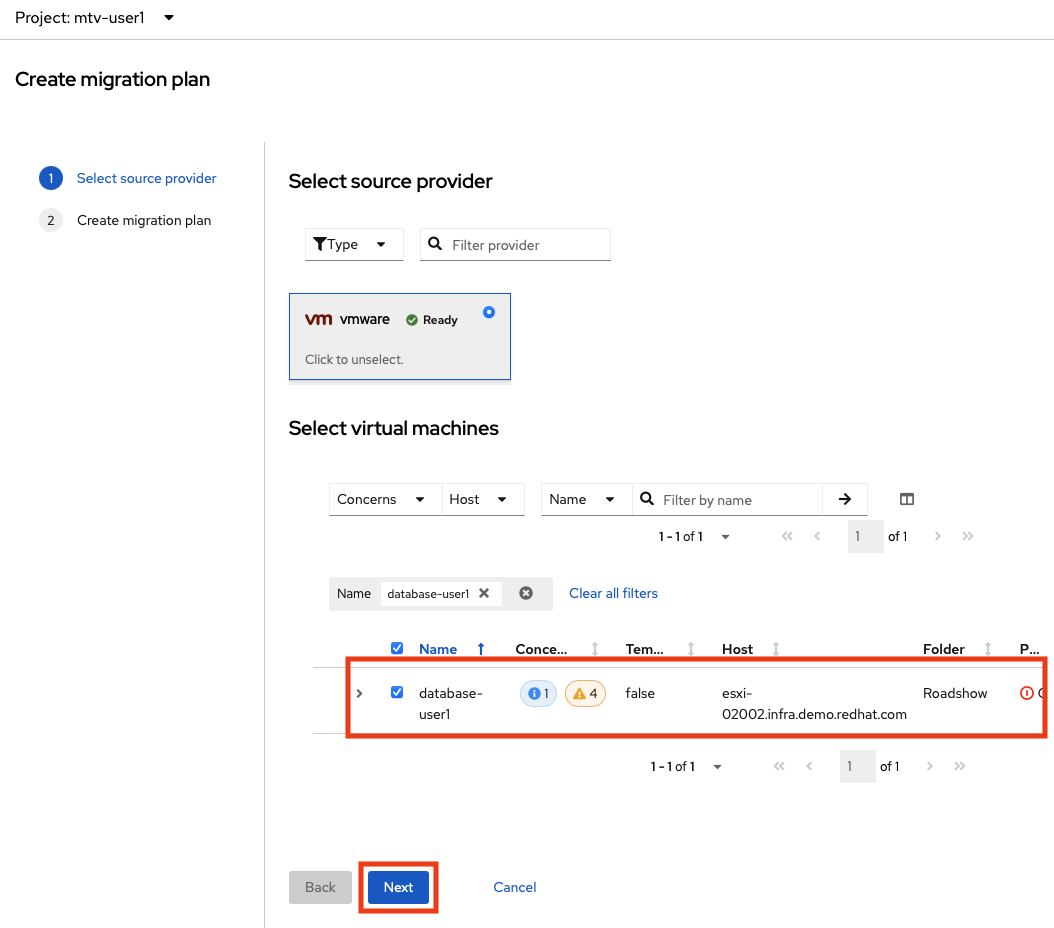 Project: mtv-user1
Create migration plan
1 Select source provider
2 Create migration plan
Select source provider
Type
Filter provider
vm vmware Ready
Click to unselect.
Select virtual machines
Concerns Host Name Filter by name
1 - 1 of 1 1 of 1
Name database-user1 Clear all filters
Name Conce... Tem... Host Folder P...
database- 1 4 false esxi- Roadshow
user1 02002.infra.demo.redhat.com
1 - 1 of 1 1 of 1
Back Next Cancel